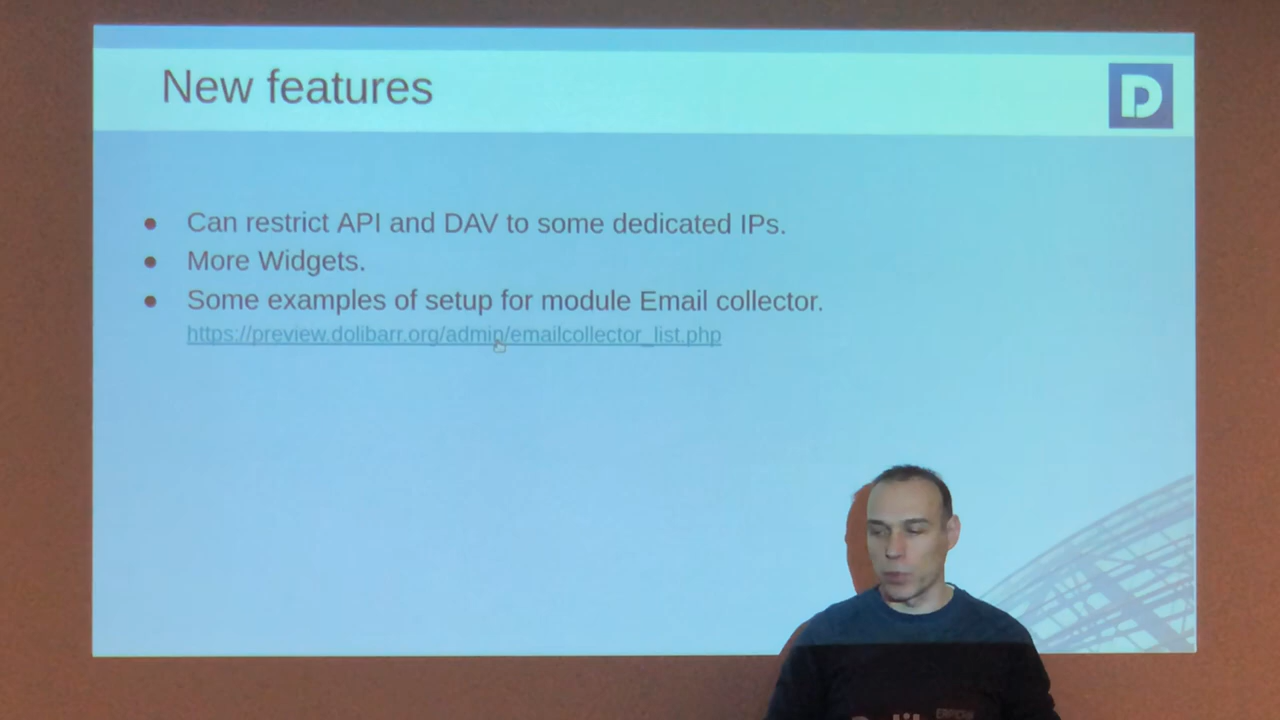 New features
D
Can restrict API and DAV to some dedicated IPs.
More Widgets.
Some examples of setup for module Email collector.
https://preview.dolibarr.org/admin/emailcollector_list.php